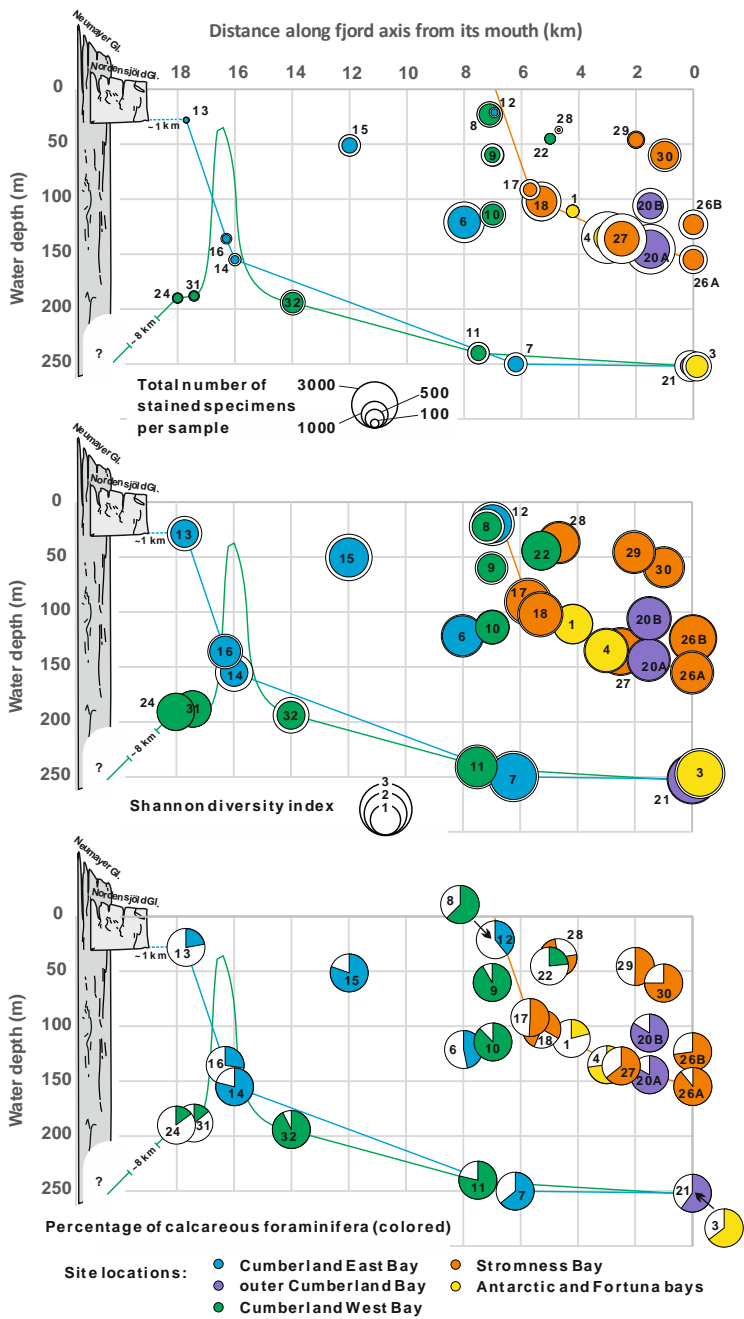 Distance along fjord axis from its mouth (km)
Neumayer Gl.
Nordensjöld Gl.
18 16 14 12 10 8 6 4 2 0
Water depth (m)
0
50
100
150
200
250
~1 km
~8 km
?
13
15
12
8
28
22
29
30
9
17
18
1
20B
26B
6
10
4
27
20A
26A
16
14
24
31
32
11
7
21
3
Total number of
stained specimens
per sample
3000
500
100
1000
Neumayer Gl.
Nordensjöld Gl.
Water depth (m)
0
50
100
150
200
250
~1 km
~8 km
?
13
15
8
12
22
28
29
30
9
17
18
1
20B
6
10
4
27
20A
26B
26A
16
14
24
31
32
11
7
21
3
Shannon diversity index
3
2
1
Neumayer Gl.
Nordensjöld Gl.
Water depth (m)
0
50
100
150
200
250
~1 km
~8 km
?
8
12
13
15
28
22
29
30
9
17
18
1
20B
6
10
4
27
20A
26B
26A
16
14
24
31
32
11
7
21
3
Percentage of calcareous foraminifera (colored)
Site locations:
Cumberland East Bay
outer Cumberland Bay
Cumberland West Bay
Stromness Bay
Antarctic and Fortuna bays